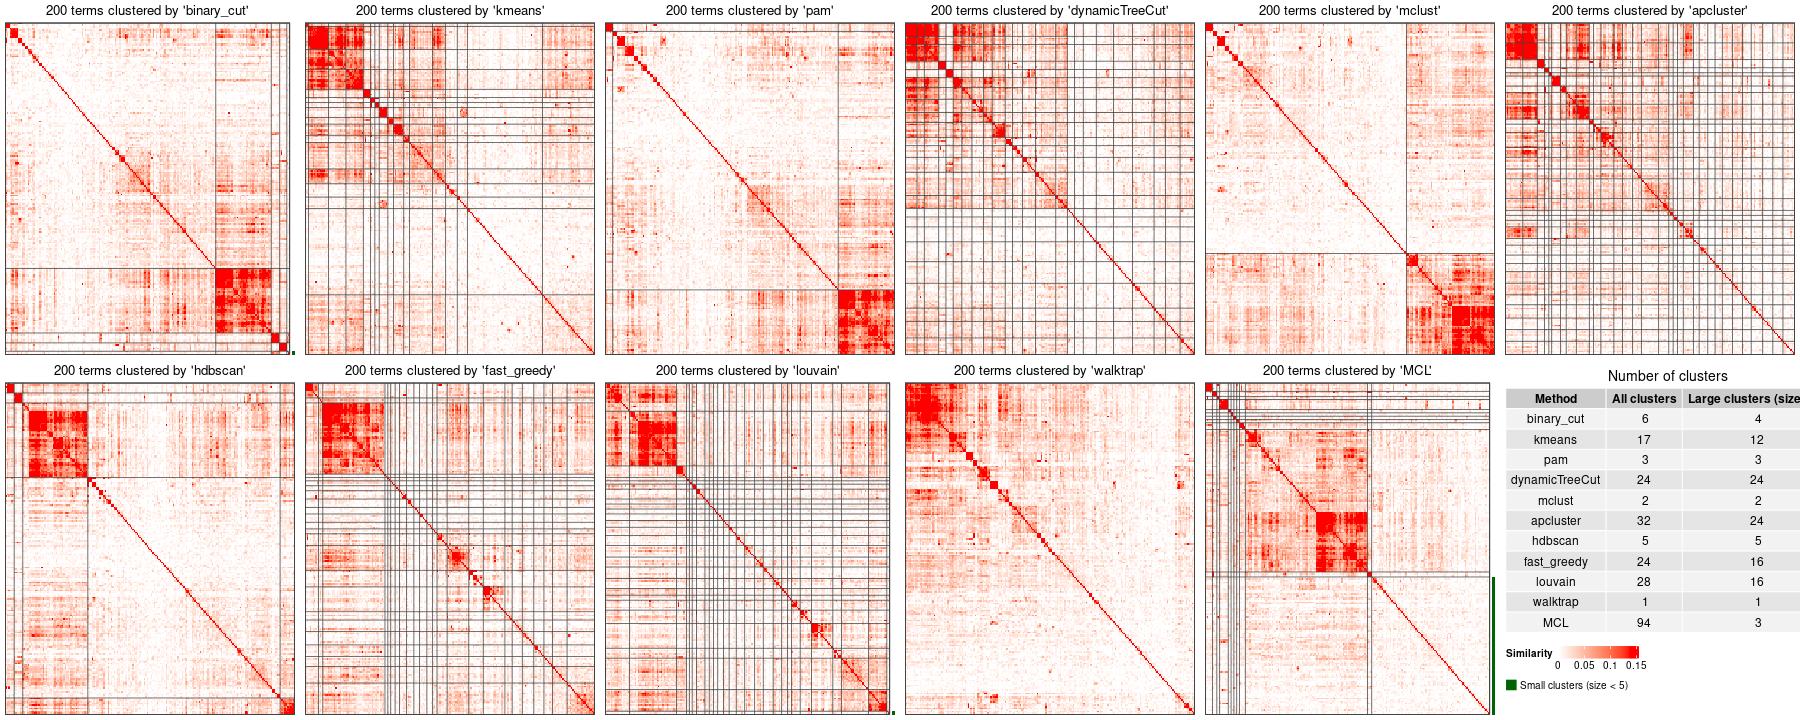 200 terms clustered by 'binary_cut'
200 terms clustered by 'kmeans'
200 terms clustered by 'pam'
200 terms clustered by 'dynamicTreeCut'
200 terms clustered by 'mclust'
200 terms clustered by 'apcluster'
200 terms clustered by 'hdbscan'
200 terms clustered by 'fast_greedy'
200 terms clustered by 'louvain'
200 terms clustered by 'walktrap'
200 terms clustered by 'MCL'
Number of clusters
Method All clusters Large clusters (size
binary_cut 6 4
kmeans 17 12
pam 3 3
dynamicTreeCut 24 24
mclust 2 2
apcluster 32 24
hdbscan 5 5
fast_greedy 24 16
louvain 28 16
walktrap 1 1
MCL 94 3
Similarity
0 0.05 0.1 0.15
Small clusters (size < 5)